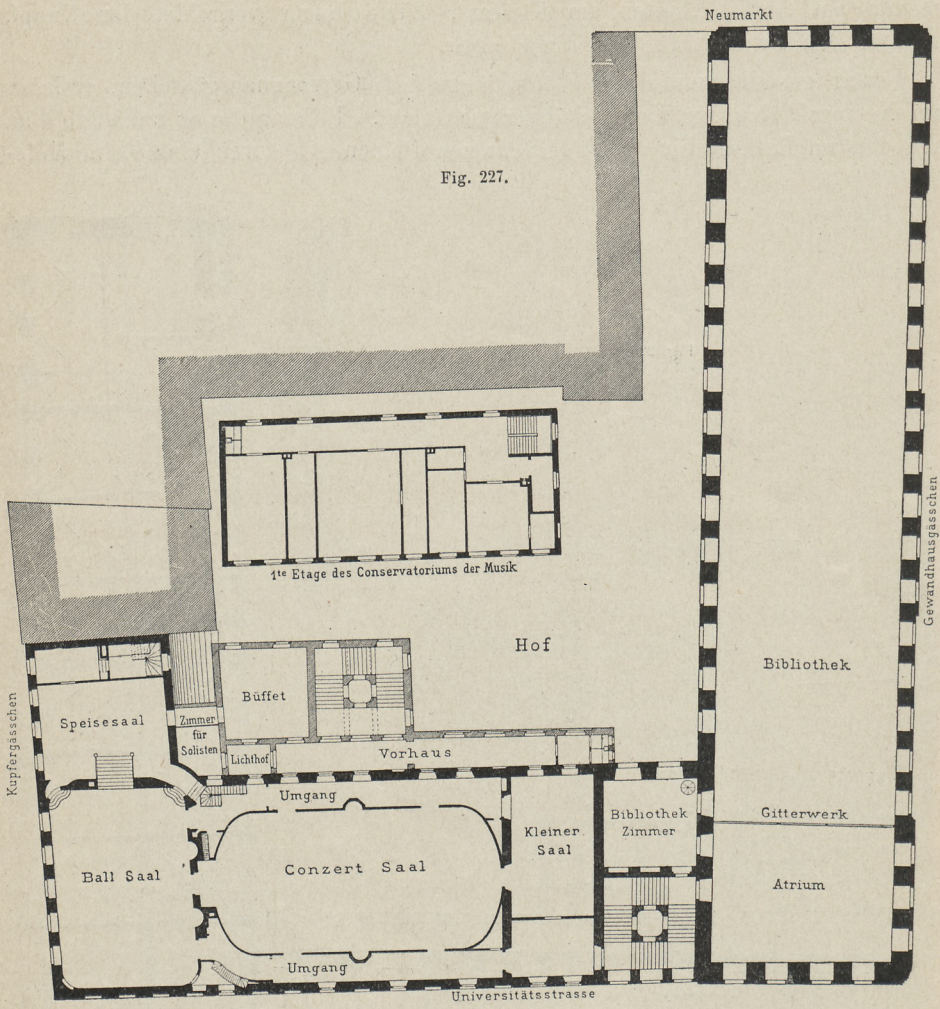 Neumarkt
Fig. 227.
Gewandhausgässchen
1te Etage des Conservatoriums der Musik
Hof
Bibliothek
Büffet
Kupfergässchen
Speisesaal
Zimmer
für
Solisten
Lichthof
Vorhaus
Umgang
Gitterwerk
Bibliothek
Zimmer
Kleiner
Saal
Conzert Saal
Ball Saal
Atrium
Umgang
Universitätsstrasse